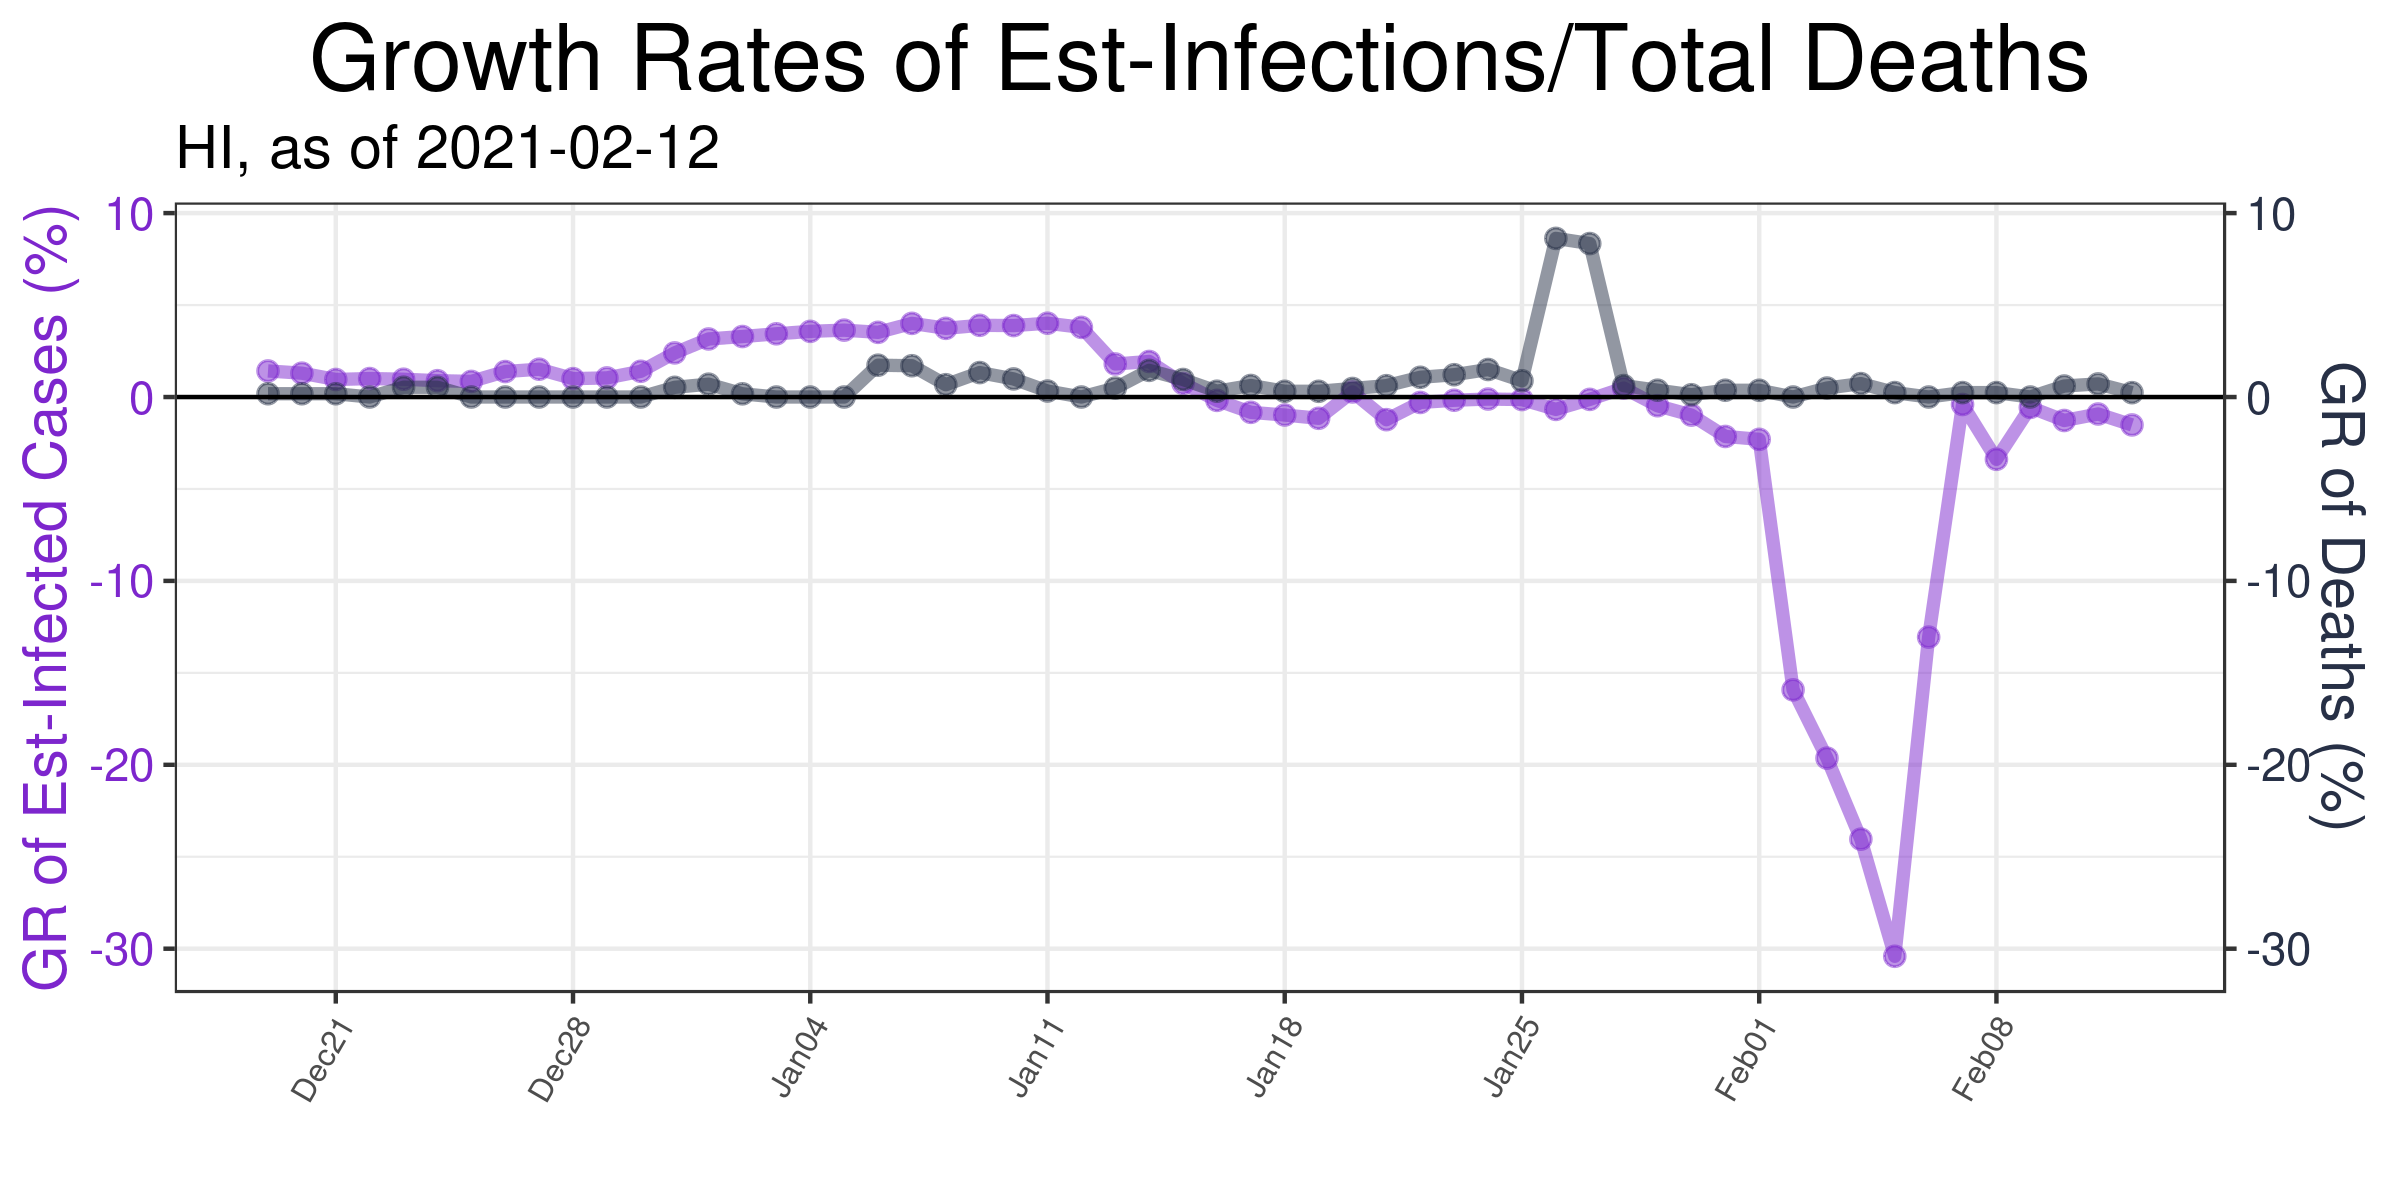 Growth Rates of Est-Infections/Total Deaths
HI, as of 2021-02-12
GR of Est-Infected Cases (%)
10
0
-10
-20
-30
10
0
-10
-20
-30
GR of Deaths (%)
Dec21
Dec28
Jan04
Jan11
Jan18
Jan25
Feb01
Feb08